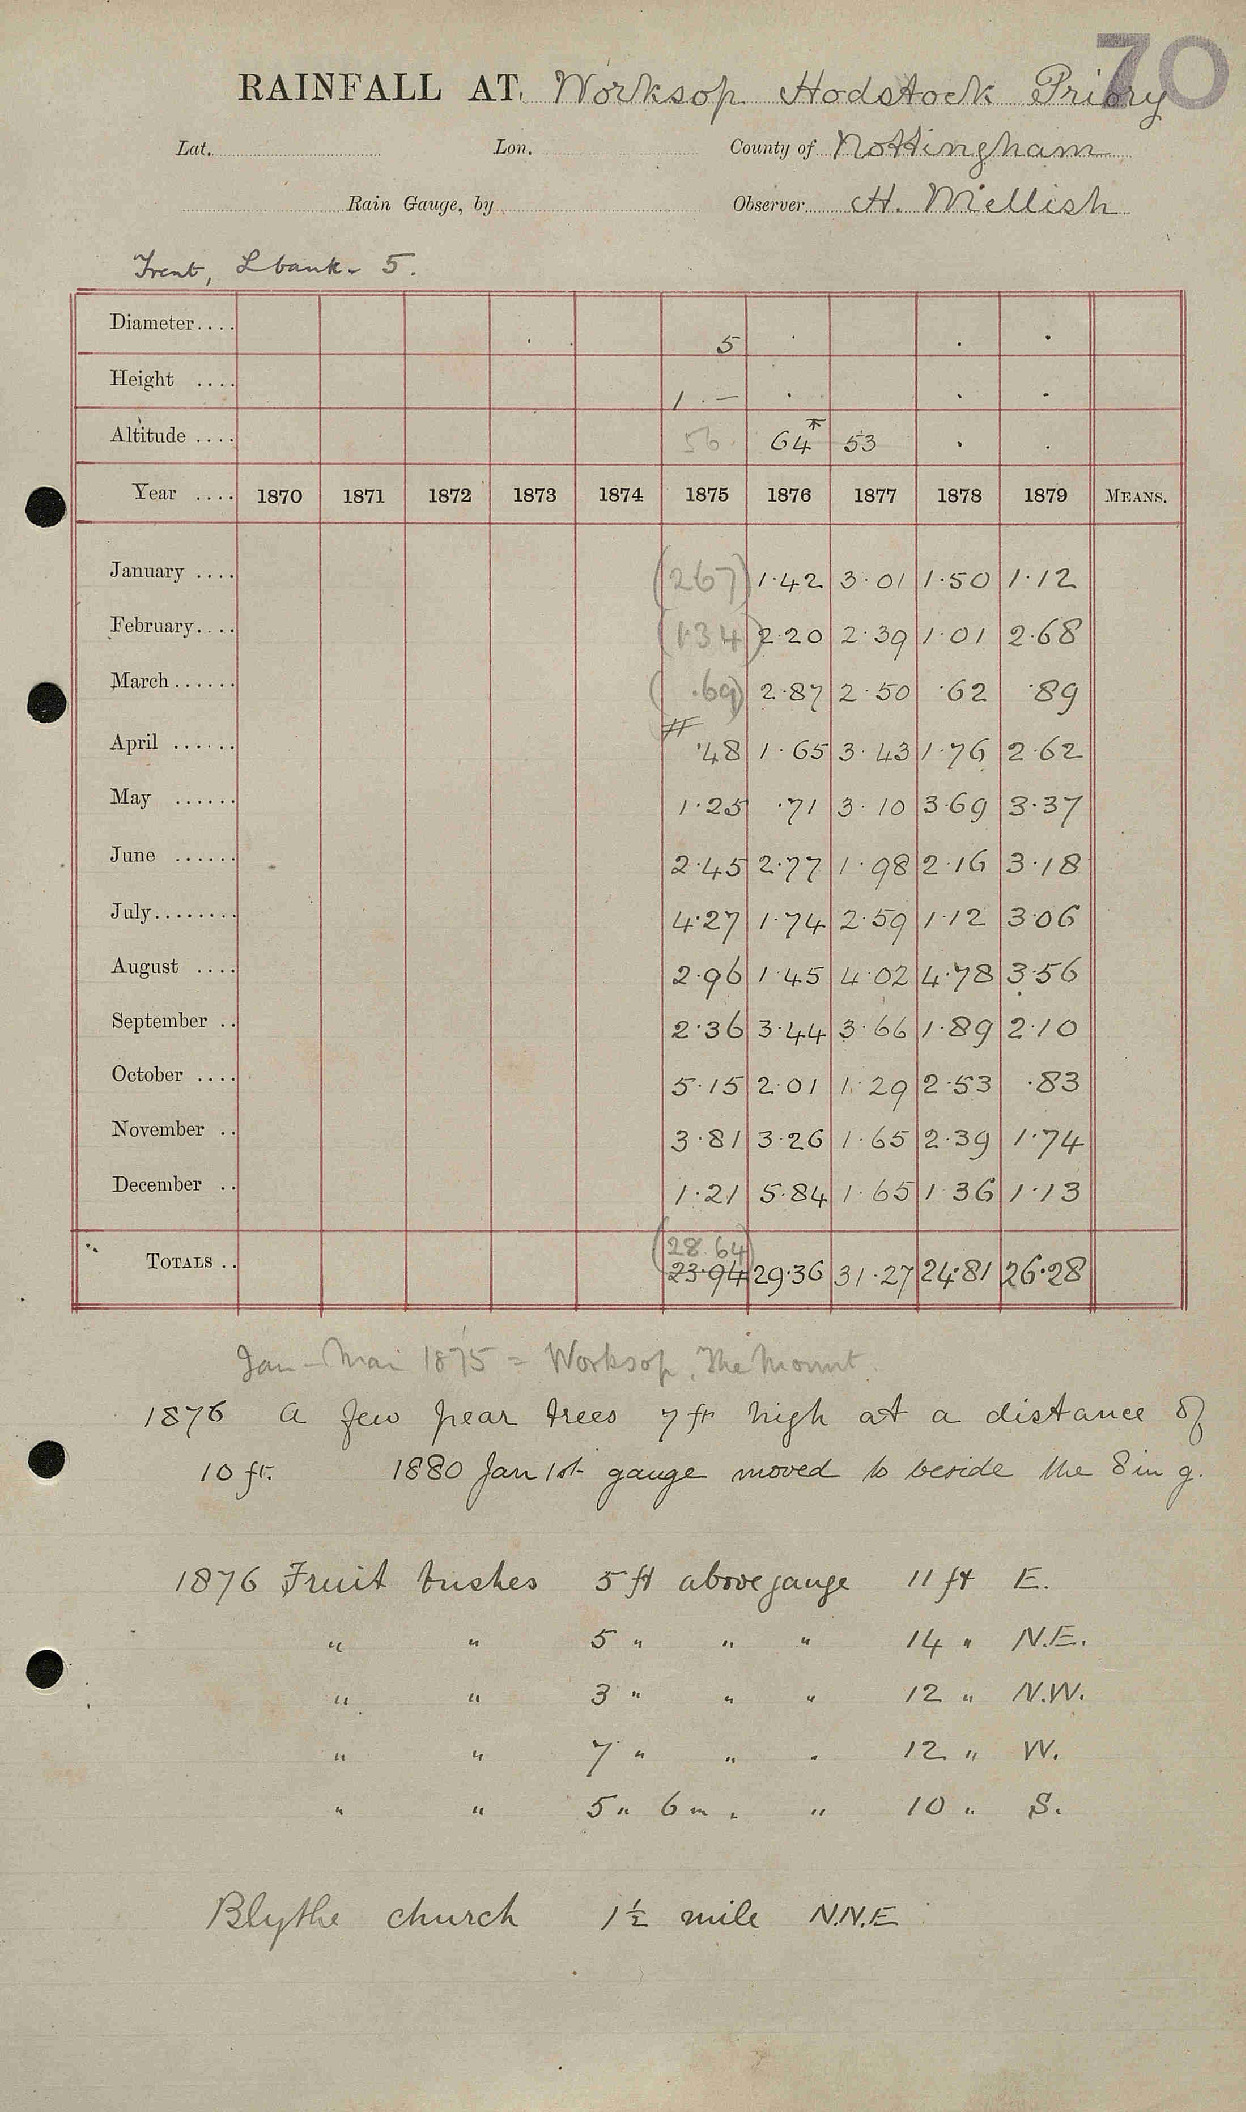 70
RAINFALL AT Worksop Hodstock Priory
Lat. Lon. County of Nottingham
Rain Gauge, by Observer H. Mellish
Trent, L bank. 5.
Diameter.... 5
Height .... 1 . —
Altitude .... 56 64 * 53
Year .... 1870 1871 1872 1873 1874 1875 1876 1877 1878 1879 MEANS.
January .... (2.67) 1.42 3.01 1.50 1.12
February.... (1.34) 2.20 2.39 1.01 2.68
March...... (.69) 2.87 2.50 .62 .89
April ...... # .48 1.65 3.43 1.76 2.62
May ...... 1.25 .71 3.10 3.69 3.37
June ...... 2.45 2.77 1.98 2.16 3.18
July........ 4.27 1.74 2.59 1.12 3.06
August .... 2.96 1.45 4.02 4.78 3.56
September .. 2.36 3.44 3.66 1.89 2.10
October .... 5.15 2.01 1.29 2.53 .83
November .. 3.81 3.26 1.65 2.39 1.74
December .. 1.21 5.84 1.65 1.36 1.13
(28.64)
TOTALS .. 23.94 29.36 31.27 24.81 26.28
Jan - Mar 1875 = Worksop, The Mount.
1876 A few pear trees 7 ft high at a distance of
10 ft. 1880 Jan 1st gauge moved to beside the 8 in g.
1876 Fruit bushes 5 ft above gauge 11 ft E.
" " 5 " " " 14 " N.E.
" " 3 " " " 12 " N.W.
" " 7 " " " 12 " W.
" " 5 " 6 in " " 10 " S.
Blythe church 1½ mile N.N.E